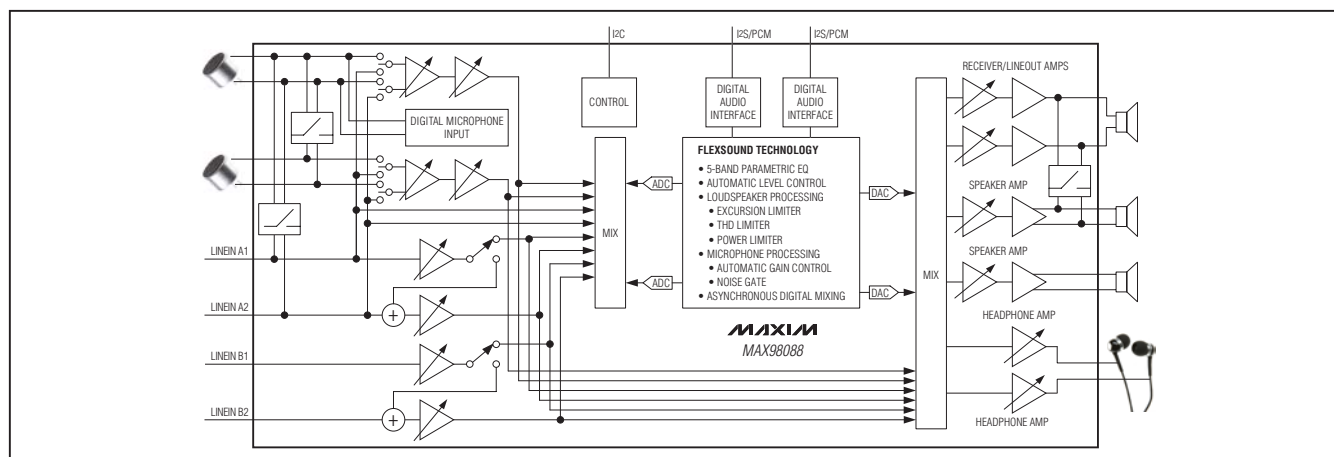 I2C
I2S/PCM
I2S/PCM
RECEIVER/LINEOUT AMPS
CONTROL
DIGITAL
AUDIO
INTERFACE
DIGITAL
AUDIO
INTERFACE
DIGITAL MICROPHONE
INPUT
FLEXSOUND TECHNOLOGY
• 5-BAND PARAMETRIC EQ
• AUTOMATIC LEVEL CONTROL
• LOUDSPEAKER PROCESSING
• EXCURSION LIMITER
• THD LIMITER
• POWER LIMITER
• MICROPHONE PROCESSING
• AUTOMATIC GAIN CONTROL
• NOISE GATE
• ASYNCHRONOUS DIGITAL MIXING
ADC
ADC
DAC
DAC
MIX
MIX
SPEAKER AMP
SPEAKER AMP
HEADPHONE AMP
HEADPHONE AMP
LINEIN A1
LINEIN A2
LINEIN B1
LINEIN B2
+
+
MAXIM
MAX98088